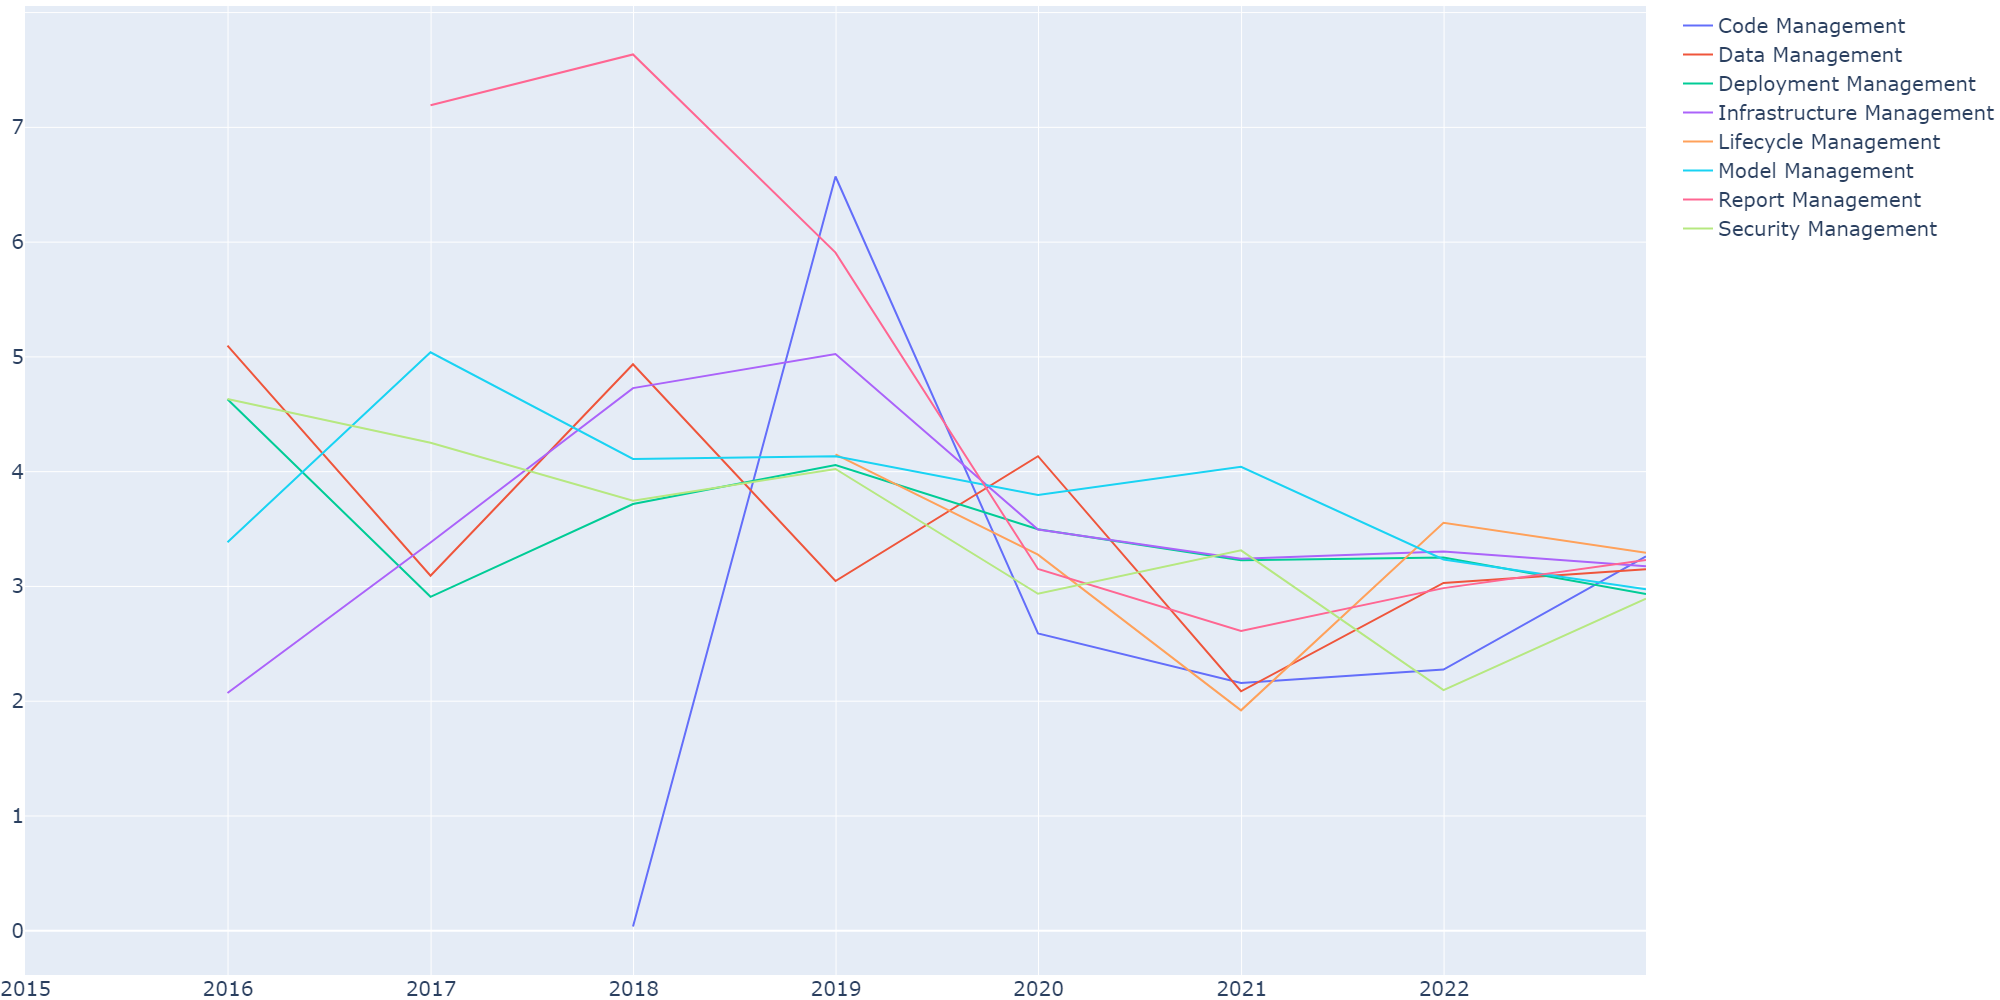 Code Management
Data Management
Deployment Management
Infrastructure Management
Lifecycle Management
Model Management
Report Management
Security Management
7
6
5
4
3
2
1
0
2015 2016 2017 2018 2019 2020 2021 2022